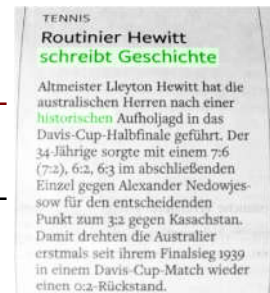 TENNIS
Routinier Hewitt
schreibt Geschichte
Altmeister Lleyton Hewitt hat die
australischen Herren nach einer
historischen Aufholjagd in das
Davis-Cup-Halbfinale geführt. Der
34-Jährige sorgte mit einem 7:6
(7:2), 6:2, 6:3 im abschließenden
Einzel gegen Alexander Nedowjes-
sow für den entscheidenden
Punkt zum 3:2 gegen Kasachstan.
Damit drehten die Australier
erstmals seit ihrem Finalsieg 1939
in einem Davis-Cup-Match wieder
einen 0:2-Rückstand.